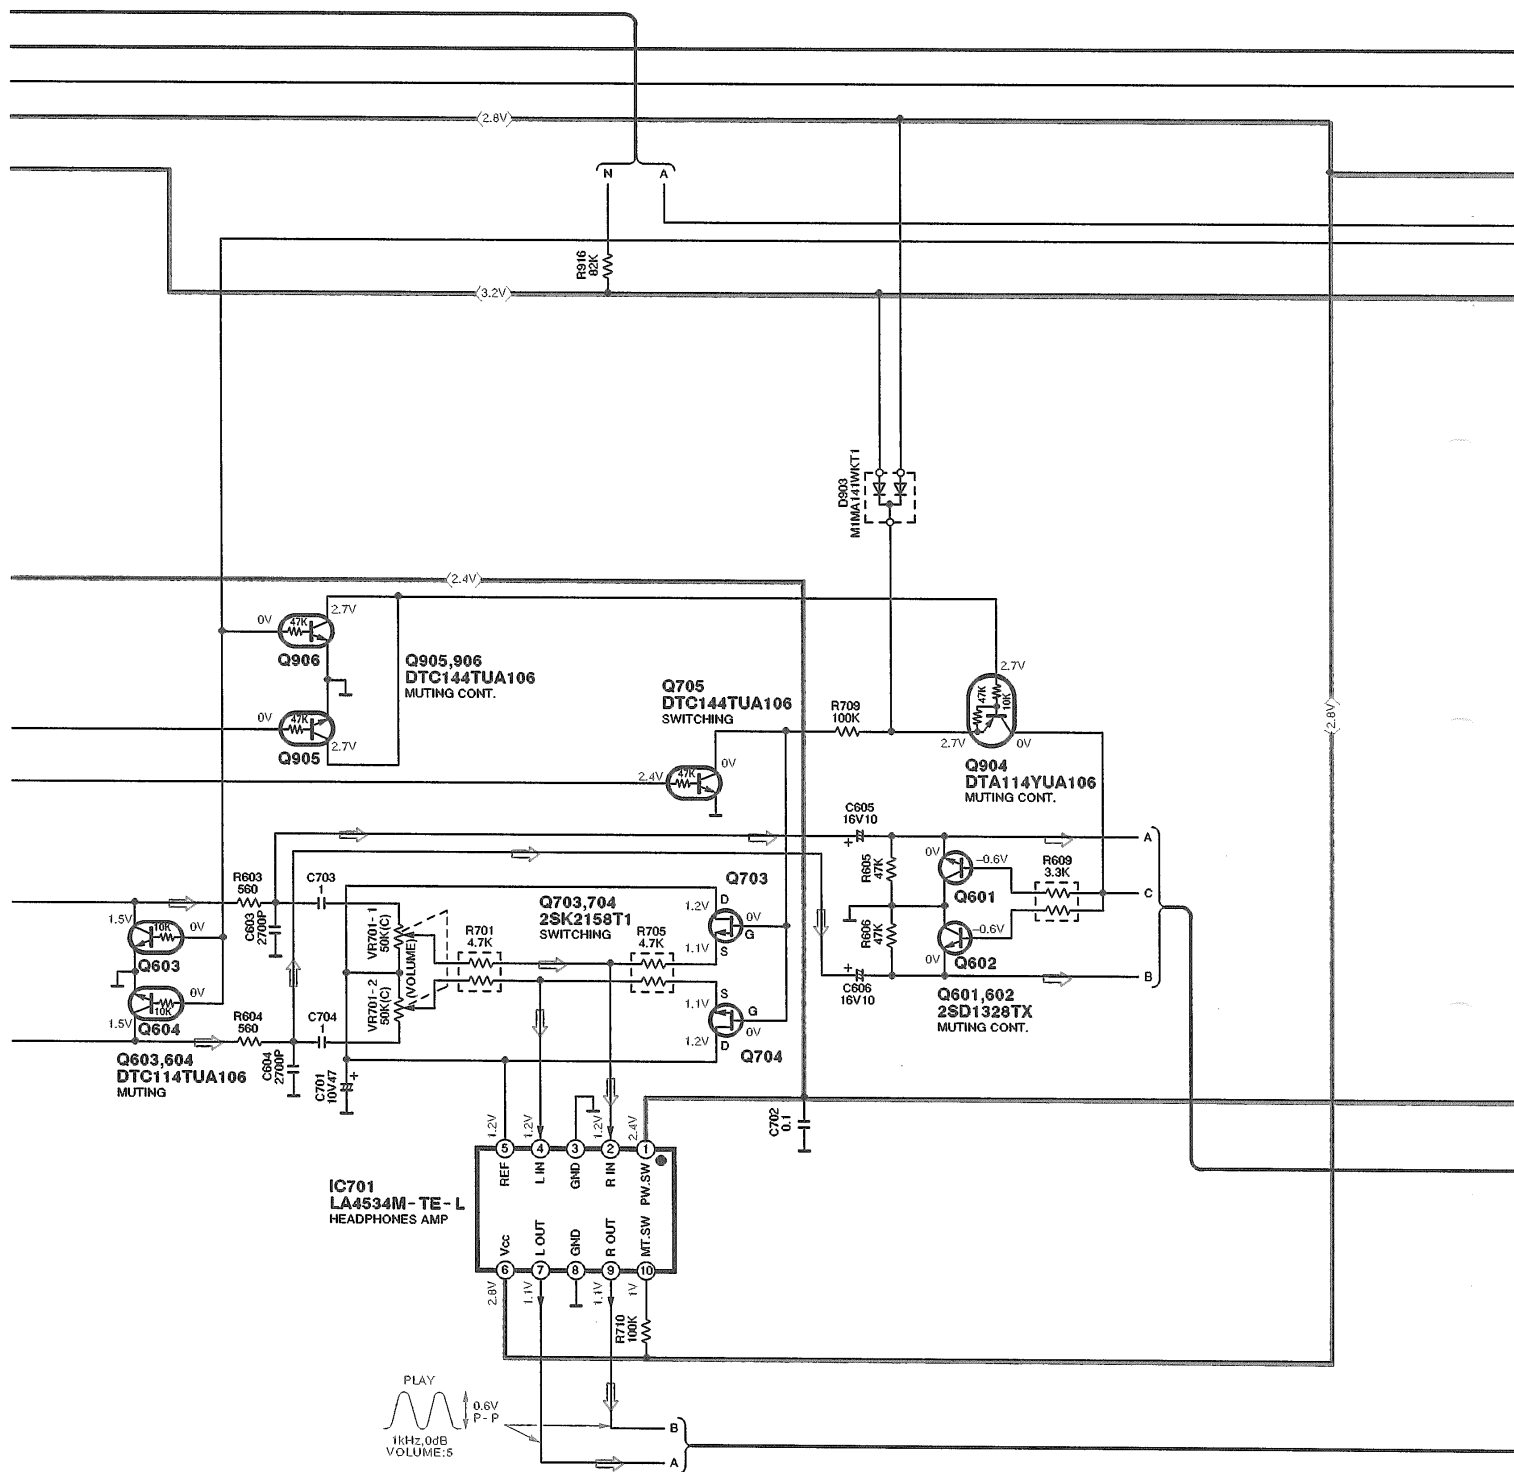 2.8V
N
A
R916
82K
3.2V
D903
M1MA141WKT1
2.4V
0V
47K
2.7V
Q906
Q905,906
DTC144TUA106
MUTING CONT.
0V
47K
2.7V
Q905
Q705
DTC144TUA106
SWITCHING
2.4V
47K
0V
R709
100K
2.7V
47K
10K
2.7V
0V
Q904
DTA114YUA106
MUTING CONT.
2.8V
C605
16V10
+
A
R605
47K
0V
-0.6V
Q601
R609
3.3K
C
R606
47K
-0.6V
0V
Q602
+
C606
16V10
B
Q601,602
2SD1328TX
MUTING CONT.
R603
560
C603
2700P
C703
1
1.5V
10K
0V
Q603
0V
10K
1.5V
Q604
R604
560
C604
2700P
C704
1
Q603,604
DTC114TUA106
MUTING
VR701-1
50K(C)
(VOLUME)
VR701-2
50K(C)
R701
4.7K
Q703,704
2SK2158T1
SWITCHING
R705
4.7K
Q703
1.2V
D
0V
G
1.1V
S
S
1.1V
G
0V
1.2V
D
Q704
C701
10V47
+
C702
0.1
1.2V
1.2V
1.2V
2.4V
5
4
3
2
1
REF
L IN
GND
R IN
PW.SW
IC701
LA4534M-TE-L
HEADPHONES AMP
Vcc
L OUT
GND
R OUT
MT.SW
6
7
8
9
10
2.8V
1.1V
1.1V
1V
R710
100K
PLAY
0.6V
P-P
1kHz,0dB
VOLUME:5
B
A